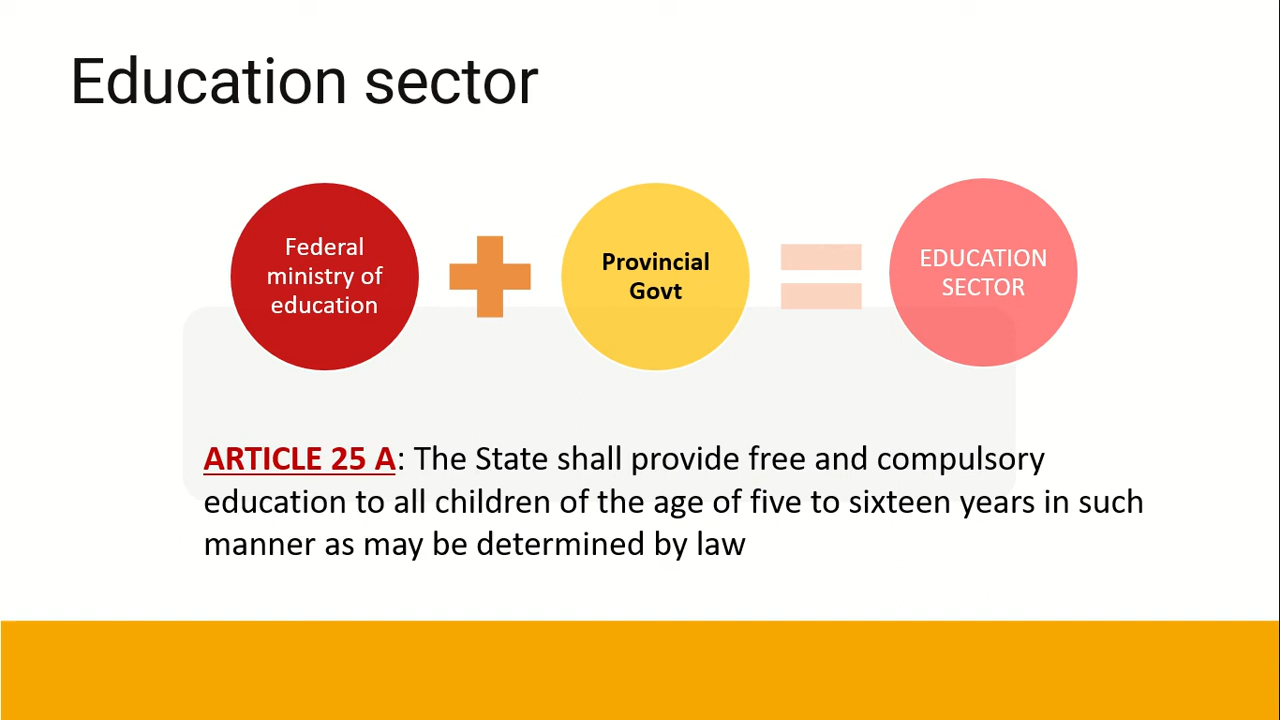 Education sector
Federal
ministry of
education
Provincial
Govt
EDUCATION
SECTOR
ARTICLE 25 A: The State shall provide free and compulsory
education to all children of the age of five to sixteen years in such
manner as may be determined by law